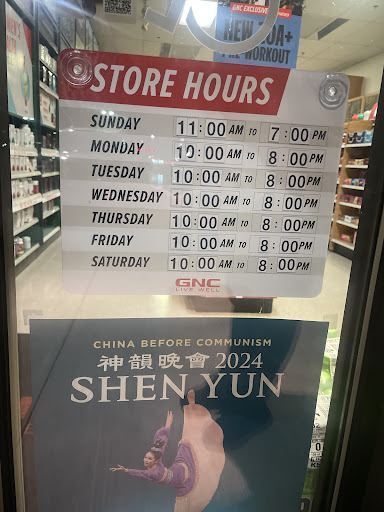 GNC EXCLUSIVE
WORKOUT
STORE HOURS
SUNDAY 11:00 AM TO 7:00 PM
MONDAY 10:00 AM TO 8:00 PM
TUESDAY 10:00 AM TO 8:00 PM
WEDNESDAY 10:00 AM TO 8:00 PM
THURSDAY 10:00 AM TO 8:00 PM
FRIDAY 10:00 AM TO 8:00 PM
SATURDAY 10:00 AM TO 8:00 PM
GNC
LIVE WELL
CHINA BEFORE COMMUNISM
神韻晚會 2024
SHEN YUN